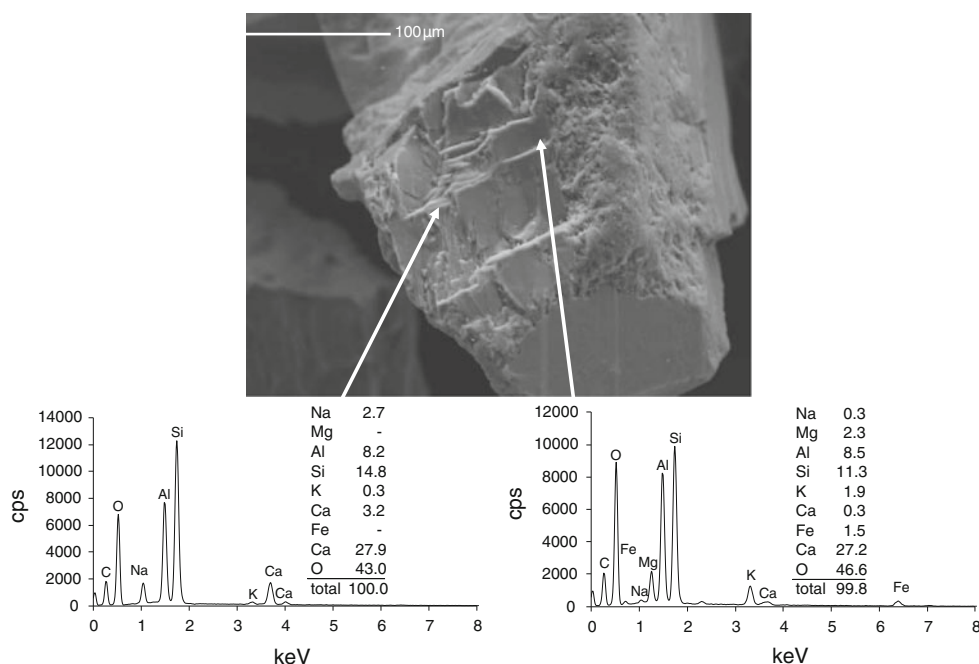 100µm
14000
12000
10000
8000
6000
4000
2000
0
cps
C
O
Na
Al
Si
K
Ca
Ca
Na 2.7
Mg -
Al 8.2
Si 14.8
K 0.3
Ca 3.2
Fe -
Ca 27.9
O 43.0
total 100.0
0 1 2 3 4 5 6 7 8
keV
12000
10000
8000
6000
4000
2000
0
cps
C
O
Fe
Na
Mg
Al
Si
K
Ca
Fe
Na 0.3
Mg 2.3
Al 8.5
Si 11.3
K 1.9
Ca 0.3
Fe 1.5
Ca 27.2
O 46.6
total 99.8
0 1 2 3 4 5 6 7 8
keV